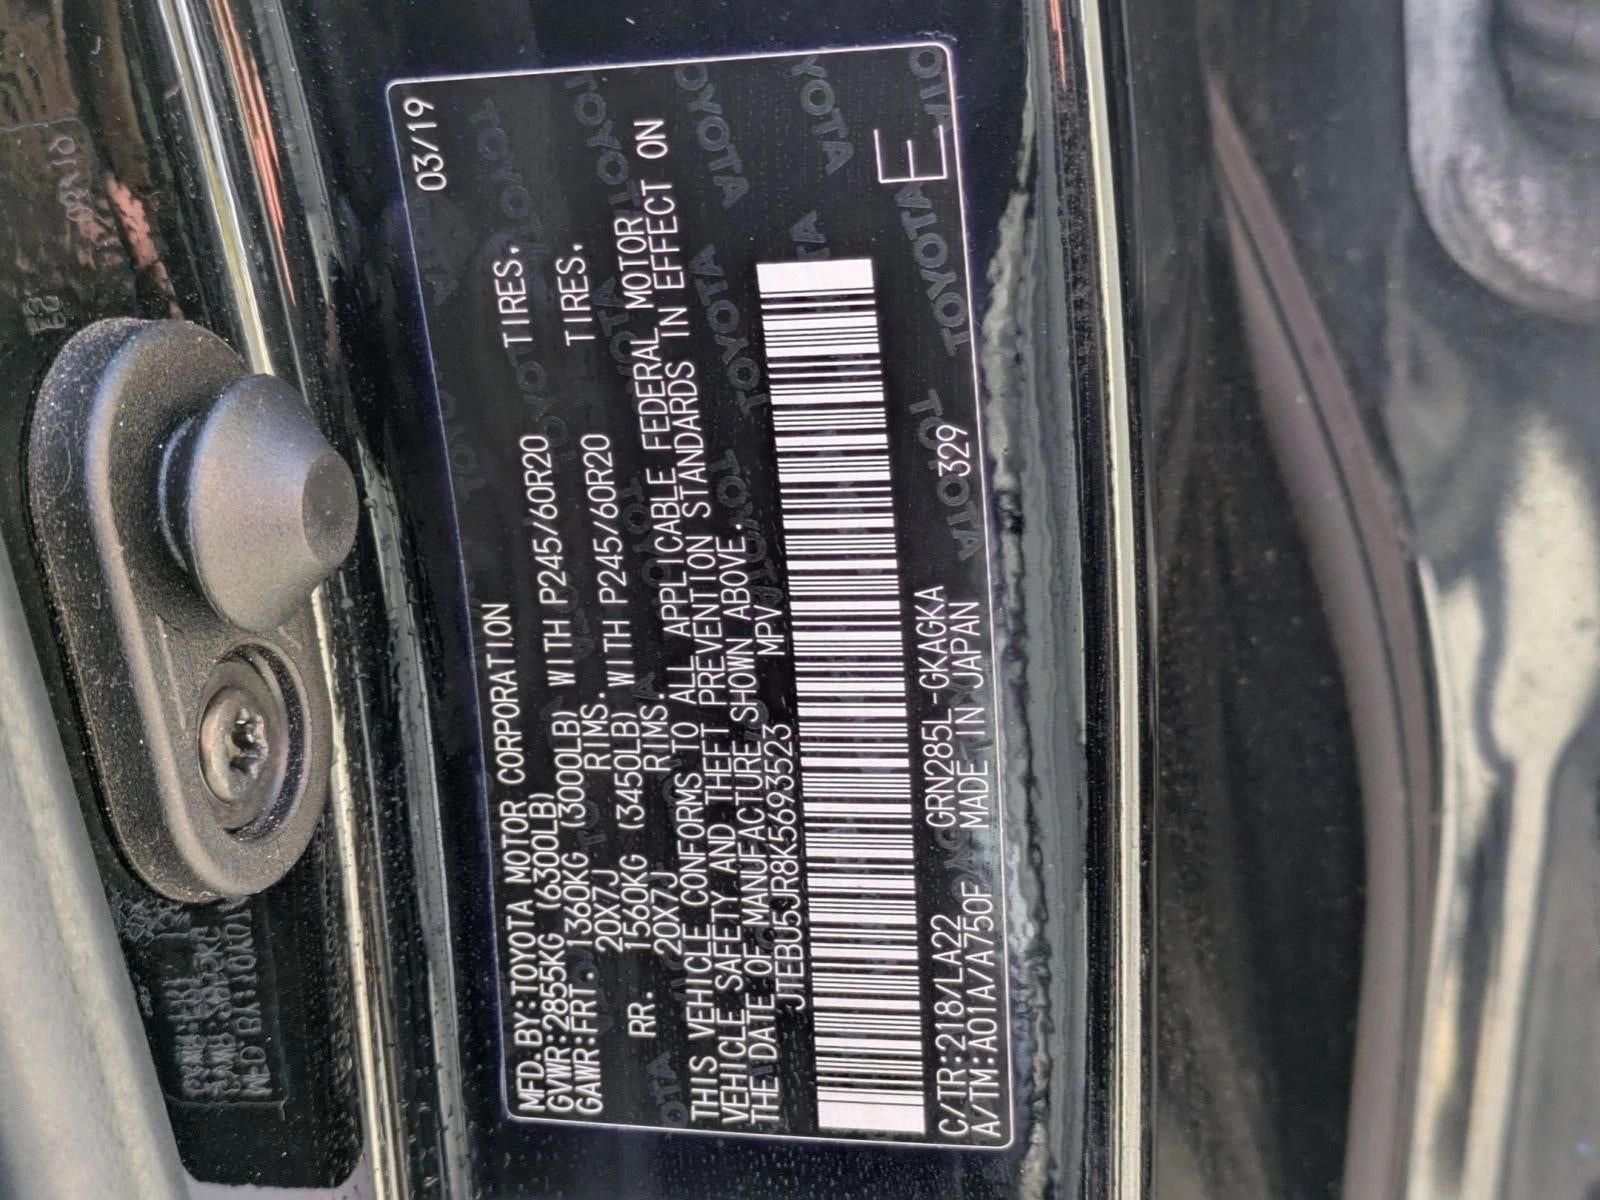 MFD.BY:TOYOTA MOTOR CORPORATION 03/19
GVWR:2855KG (6300LB)
GAWR:FRT. 1360KG (3000LB) WITH P245/60R20 TIRES.
20X7J RIMS.
RR. 1560KG (3450LB) WITH P245/60R20 TIRES.
20X7J RIMS.
THIS VEHICLE CONFORMS TO ALL APPLICABLE FEDERAL MOTOR
VEHICLE SAFETY AND THEFT PREVENTION STANDARDS IN EFFECT ON
THE DATE OF MANUFACTURE SHOWN ABOVE.
JTEBU5JR8K5693523 MPV
E
C/TR:218/LA22 GRN285L-GKAGKA 329
A/TM:A01A/A750F MADE IN JAPAN